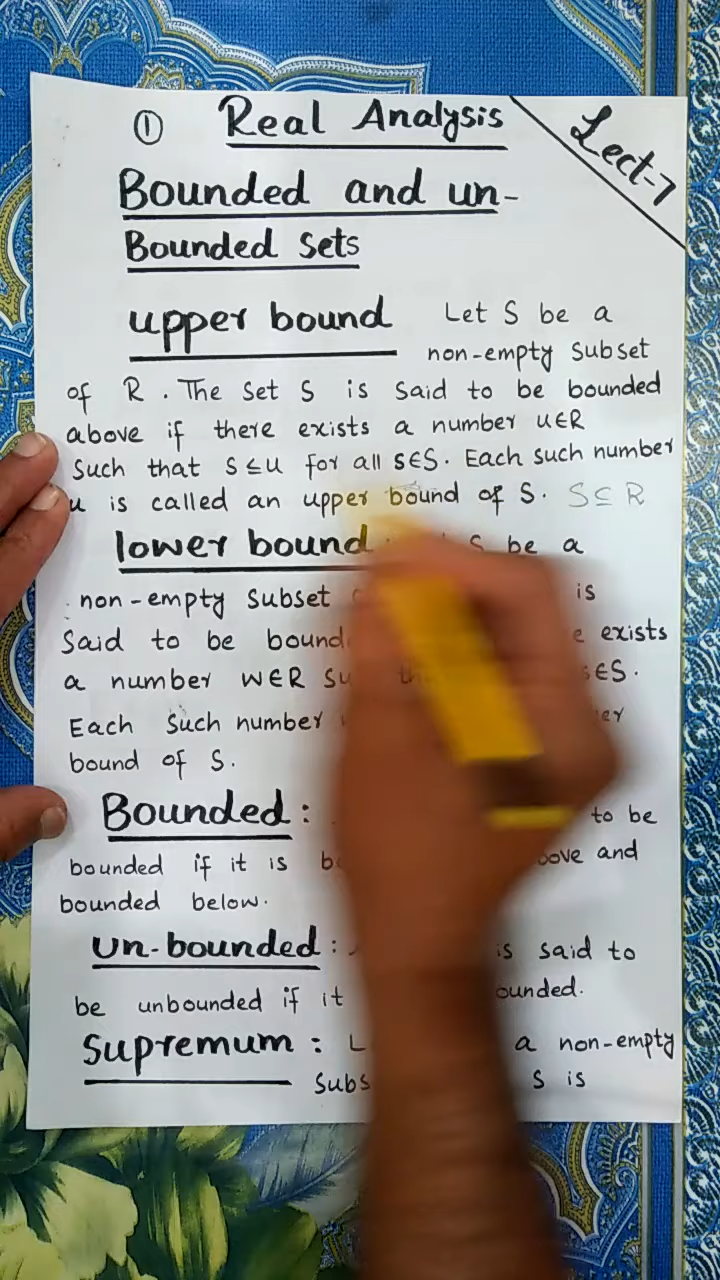 ① Real Analysis
Lect-7
Bounded and un-
Bounded sets
upper bound Let S be a
non-empty subset
of R. The set S is said to be bounded
above if there exists a number u∈R
such that s≤u for all s∈S. Each such number
u is called an upper bound of S. S⊆R
lower bound: S be a
non-empty subset is
said to be exists
a number w∈R s∈S.
Each such number
bound of S.
Bounded: to be
bounded if it is and
bounded below.
un-bounded: is said to
be unbounded if it
Supremum: a non-empty
S is